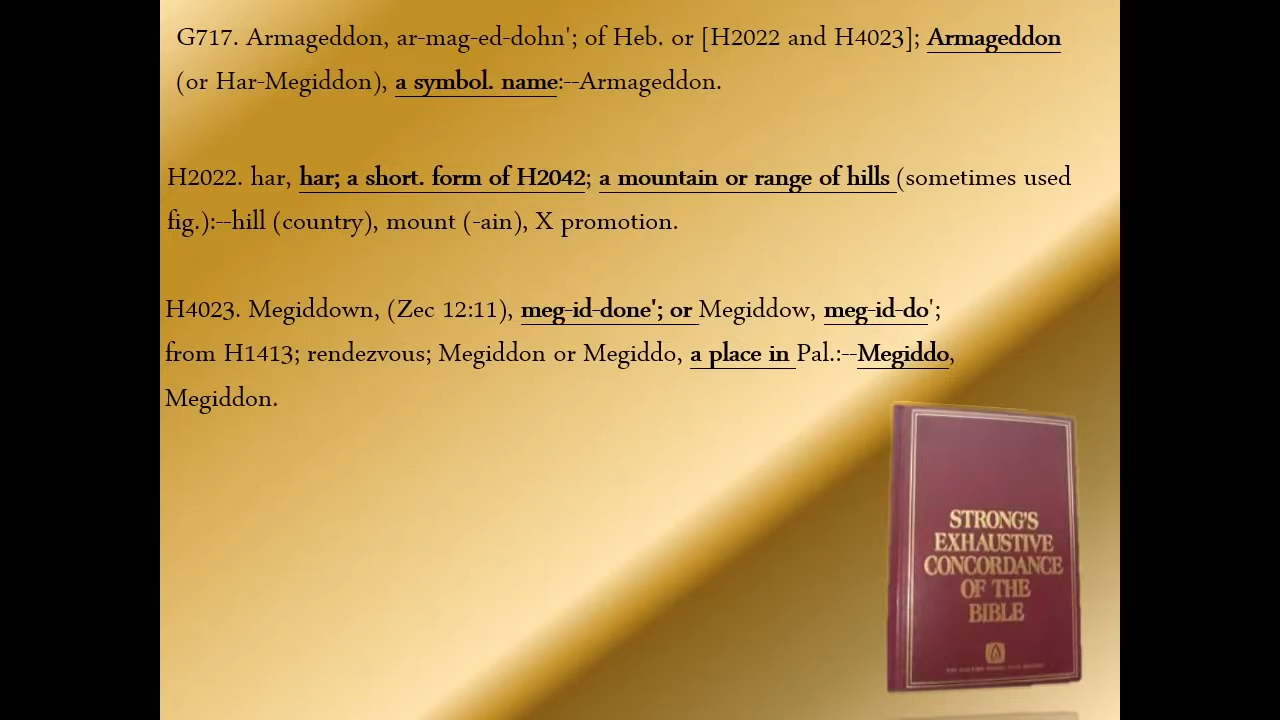 G717. Armageddon, ar-mag-ed-dohn'; of Heb. or [H2022 and H4023]; Armageddon
(or Har-Megiddon), a symbol. name:--Armageddon.
H2022. har, har; a short. form of H2042; a mountain or range of hills (sometimes used
fig.):--hill (country), mount (-ain), X promotion.
H4023. Megiddown, (Zec 12:11), meg-id-done'; or Megiddow, meg-id-do';
from H1413; rendezvous; Megiddon or Megiddo, a place in Pal.:--Megiddo,
Megiddon.
STRONG'S
EXHAUSTIVE
CONCORDANCE
OF THE
BIBLE